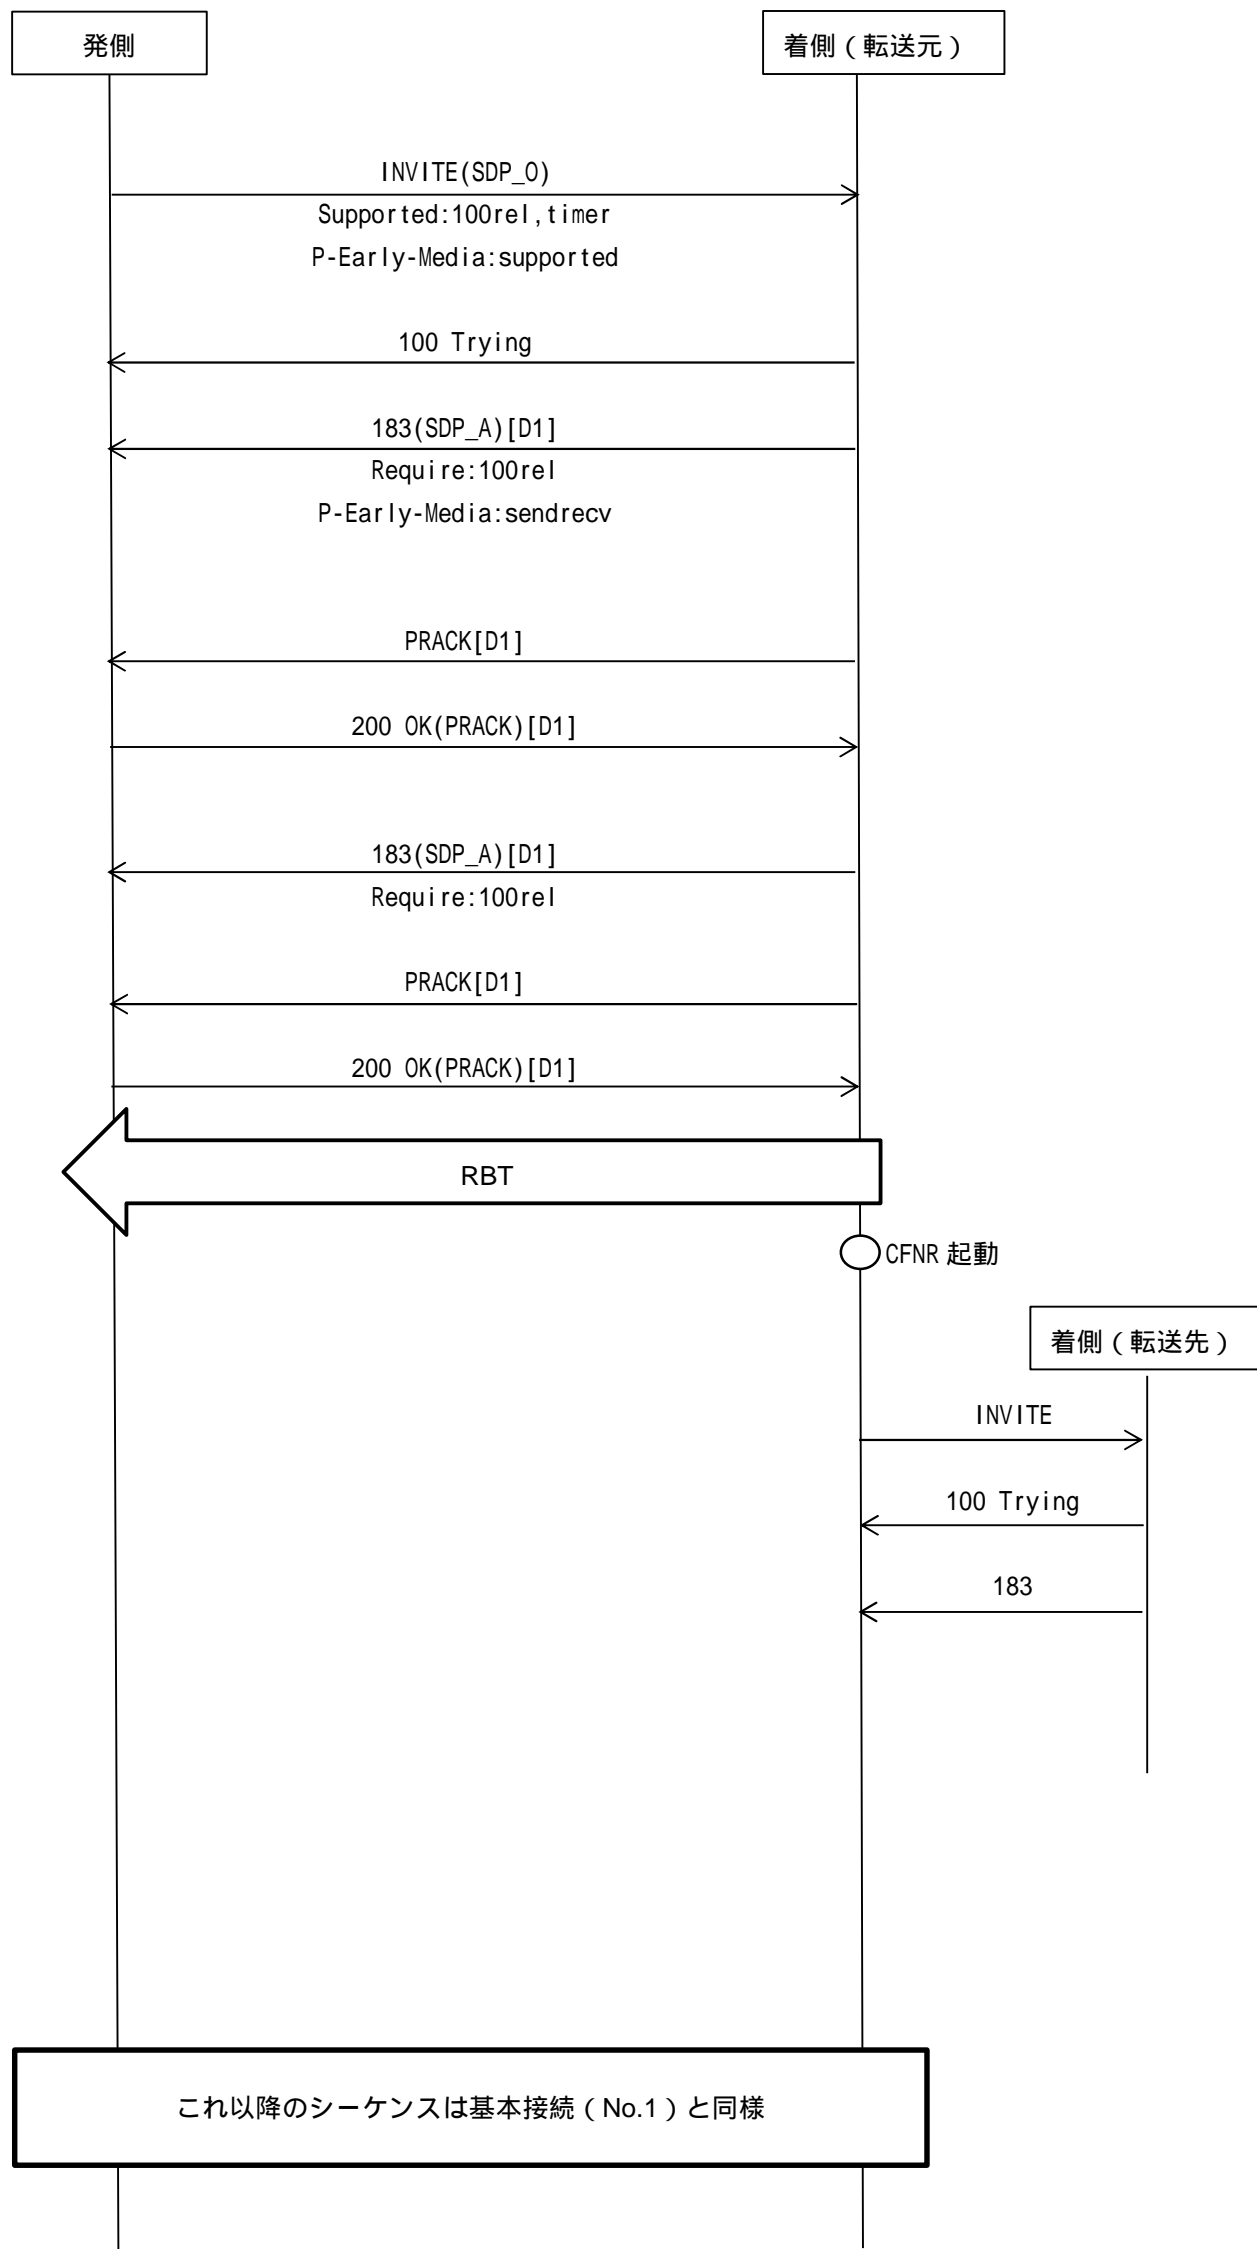 発側
着側（転送元）
INVITE(SDP_O)
Supported:100rel,timer
P-Early-Media:supported
100 Trying
183(SDP_A)[D1]
Require:100rel
P-Early-Media:sendrecv
PRACK[D1]
200 OK(PRACK)[D1]
183(SDP_A)[D1]
Require:100rel
PRACK[D1]
200 OK(PRACK)[D1]
RBT
CFNR 起動
着側（転送先）
INVITE
100 Trying
183
これ以降のシーケンスは基本接続（No.1）と同様